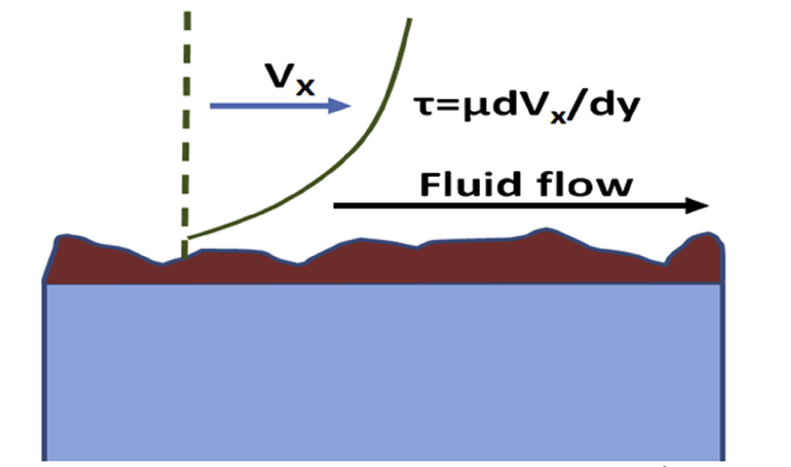 Vx
τ=μdVx/dy
Fluid flow